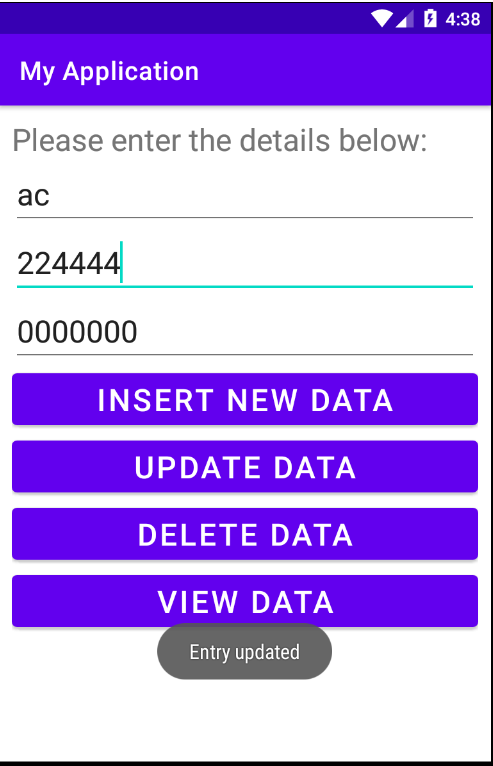 4:38
My Application
Please enter the details below:
ac
224444
0000000
INSERT NEW DATA
UPDATE DATA
DELETE DATA
VIEW DATA
Entry updated